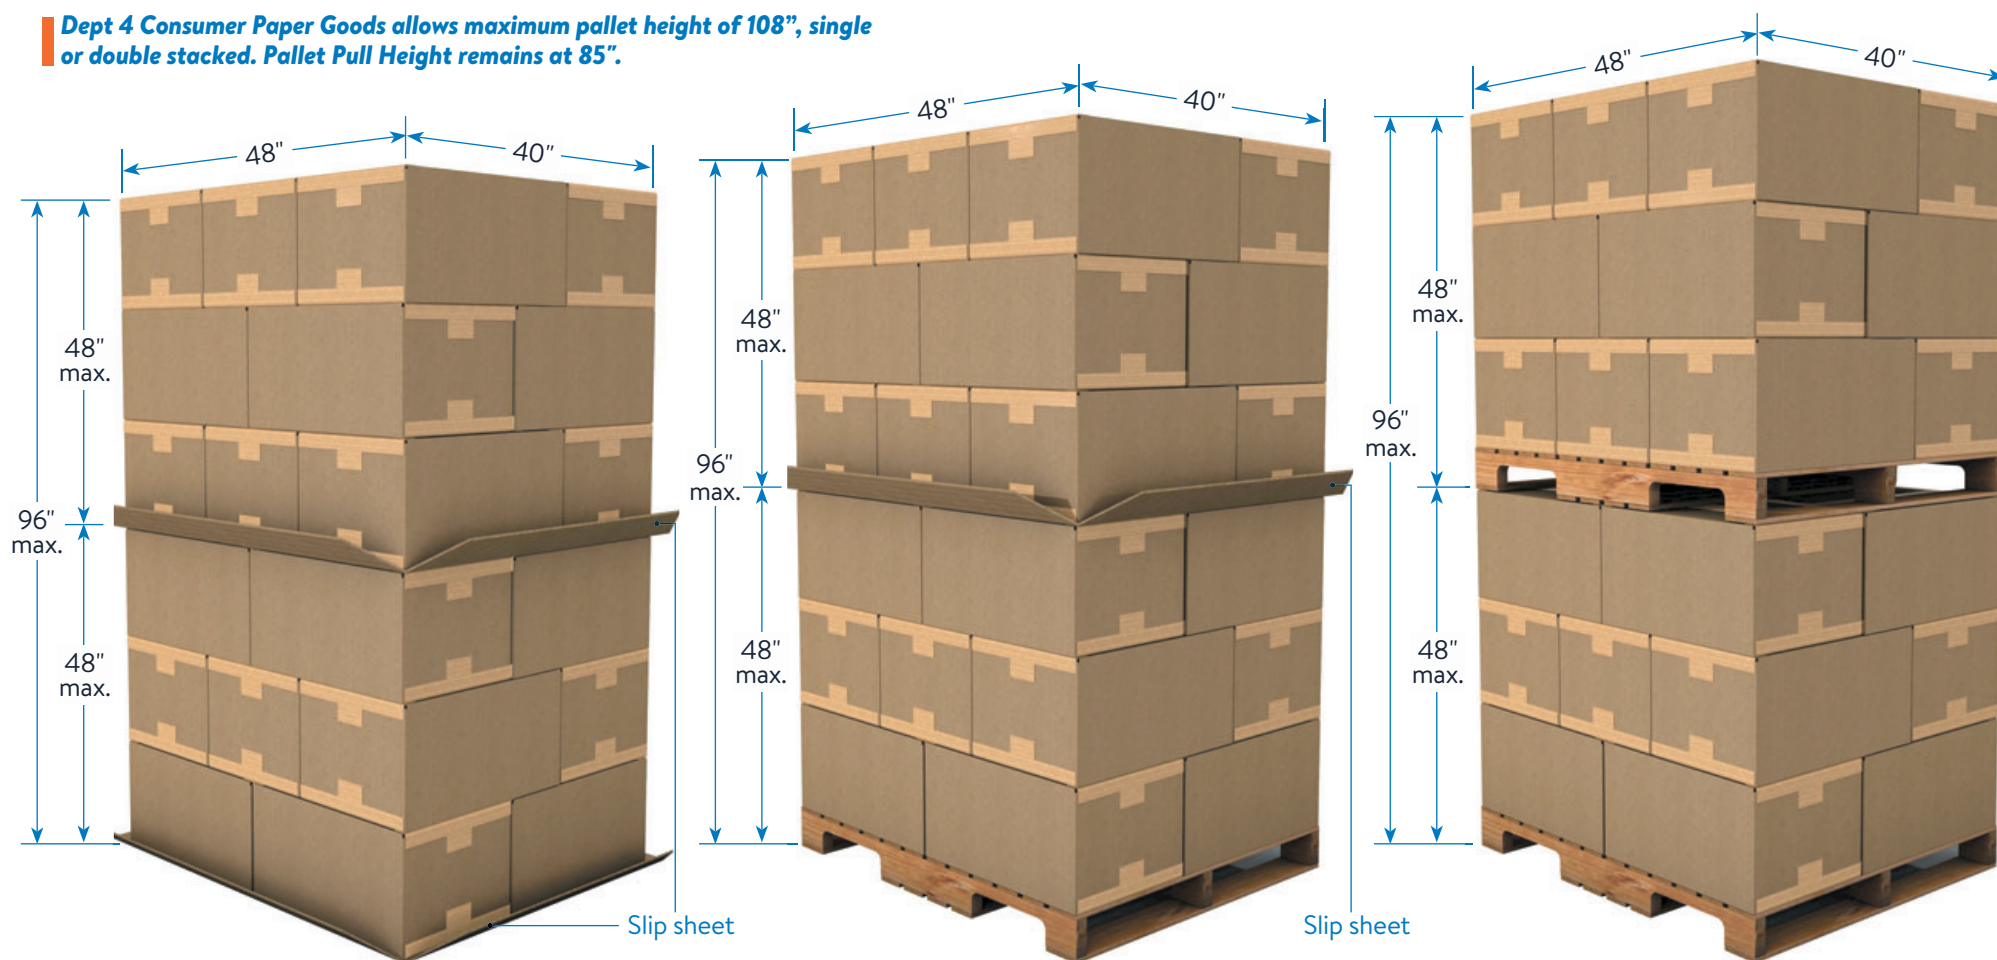 Dept 4 Consumer Paper Goods allows maximum pallet height of 108”, single
or double stacked. Pallet Pull Height remains at 85".
48"
40"
48"
max.
96"
max.
48"
max.
Slip sheet
48"
40"
48"
max.
96"
max.
48"
max.
Slip sheet
48"
40"
48"
max.
96"
max.
48"
max.